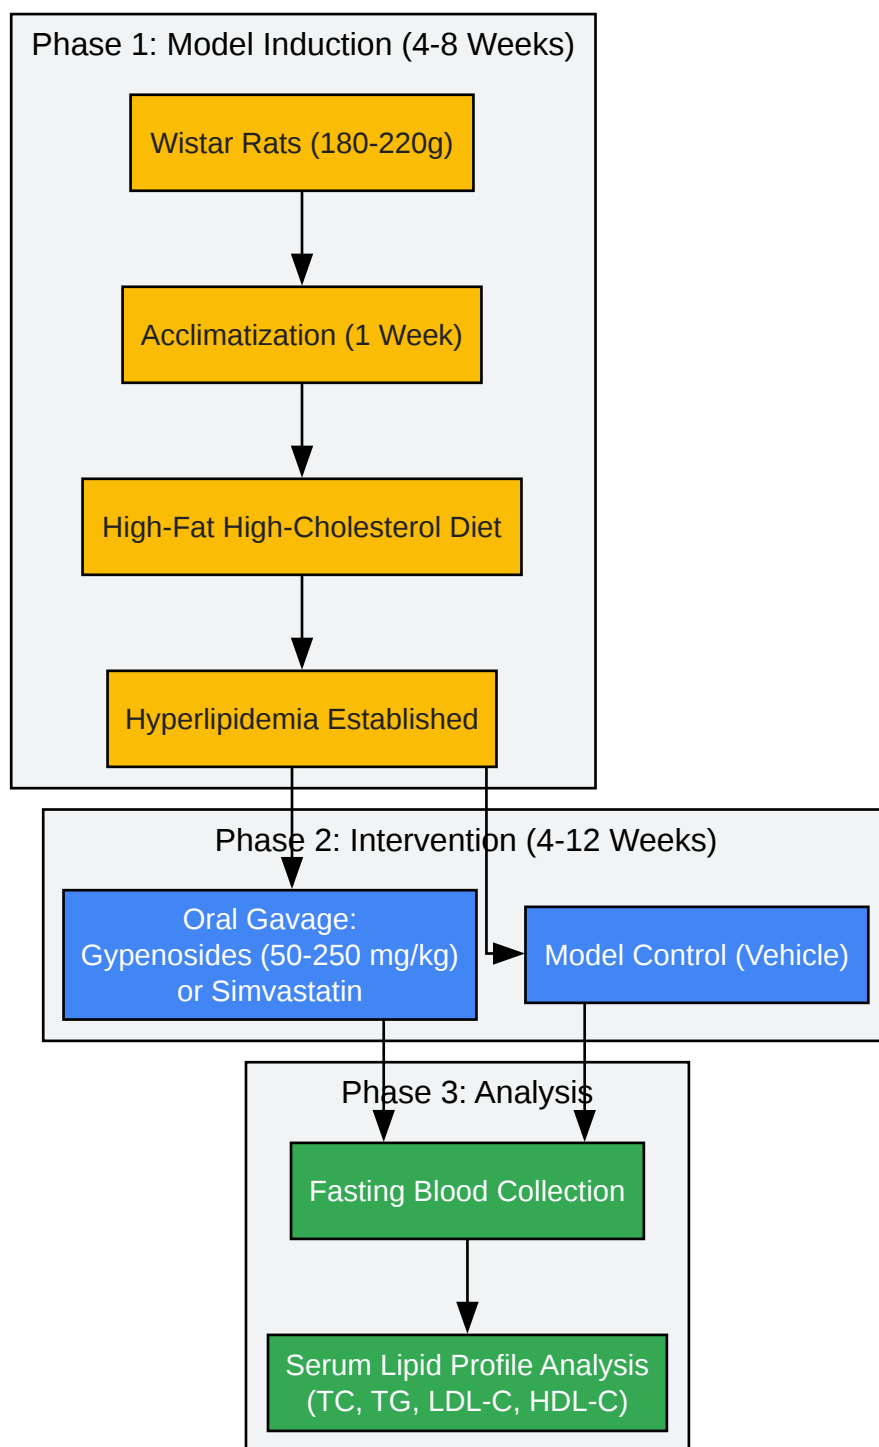 Phase 1: Model Induction (4-8 Weeks)
Wistar Rats (180-220g)
Acclimatization (1 Week)
High-Fat High-Cholesterol Diet
Hyperlipidemia Established
Phase 2: Intervention (4-12 Weeks)
Oral Gavage:
Gypenosides (50-250 mg/kg)
or Simvastatin
Model Control (Vehicle)
Phase 3: Analysis
Fasting Blood Collection
Serum Lipid Profile Analysis
(TC, TG, LDL-C, HDL-C)